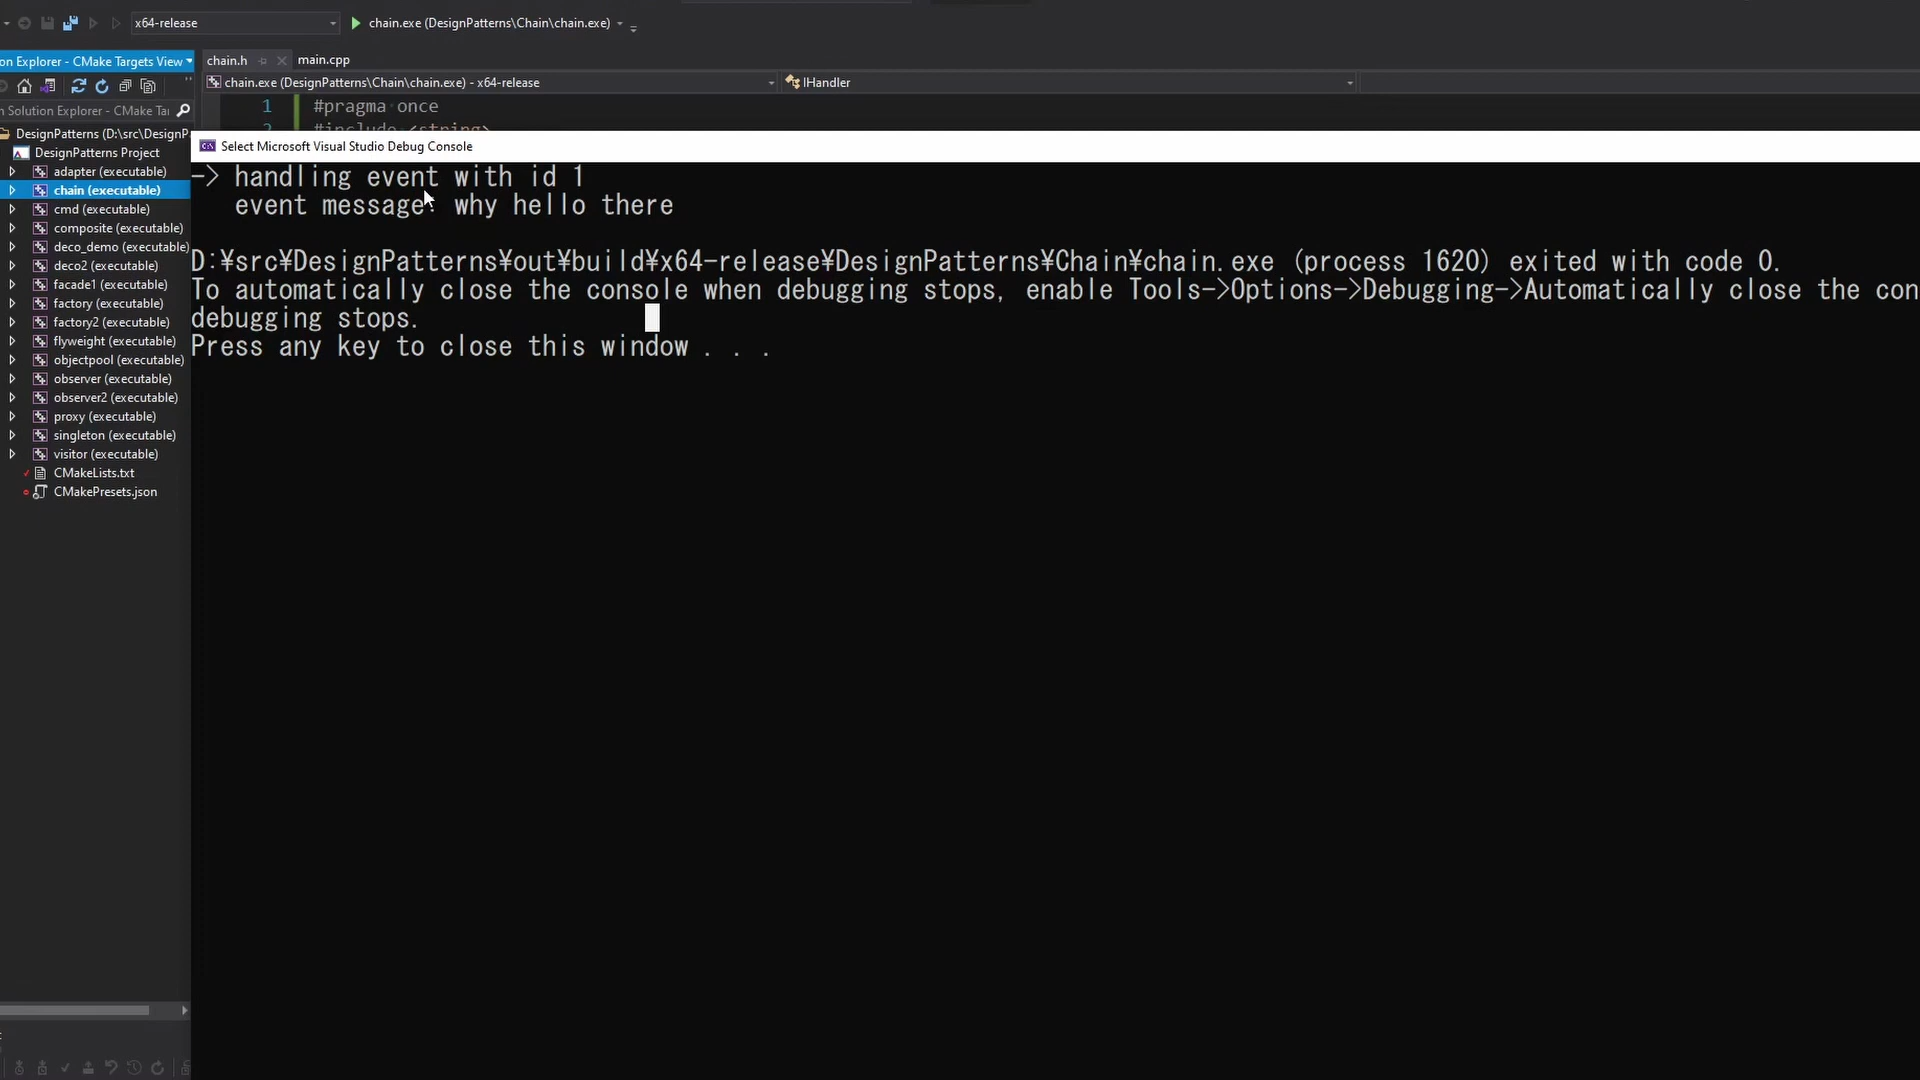 x64-release
chain.exe (DesignPatterns\Chain\chain.exe)
on Explorer - CMake Targets View
chain.h
main.cpp
chain.exe (DesignPatterns\Chain\chain.exe) - x64-release
IHandler
Solution Explorer - CMake Ta
1 #pragma once
2 #include <string>
DesignPatterns (D:\src\DesignP
DesignPatterns Project
adapter (executable)
chain (executable)
cmd (executable)
composite (executable)
deco_demo (executable)
deco2 (executable)
facade1 (executable)
factory (executable)
factory2 (executable)
flyweight (executable)
objectpool (executable)
observer (executable)
observer2 (executable)
proxy (executable)
singleton (executable)
visitor (executable)
CMakeLists.txt
CMakePresets.json
Select Microsoft Visual Studio Debug Console
-> handling event with id 1
event message: why hello there
D:¥src¥DesignPatterns¥out¥build¥x64-release¥DesignPatterns¥Chain¥chain.exe (process 1620) exited with code 0.
To automatically close the console when debugging stops, enable Tools->Options->Debugging->Automatically close the con
debugging stops.
Press any key to close this window . . .